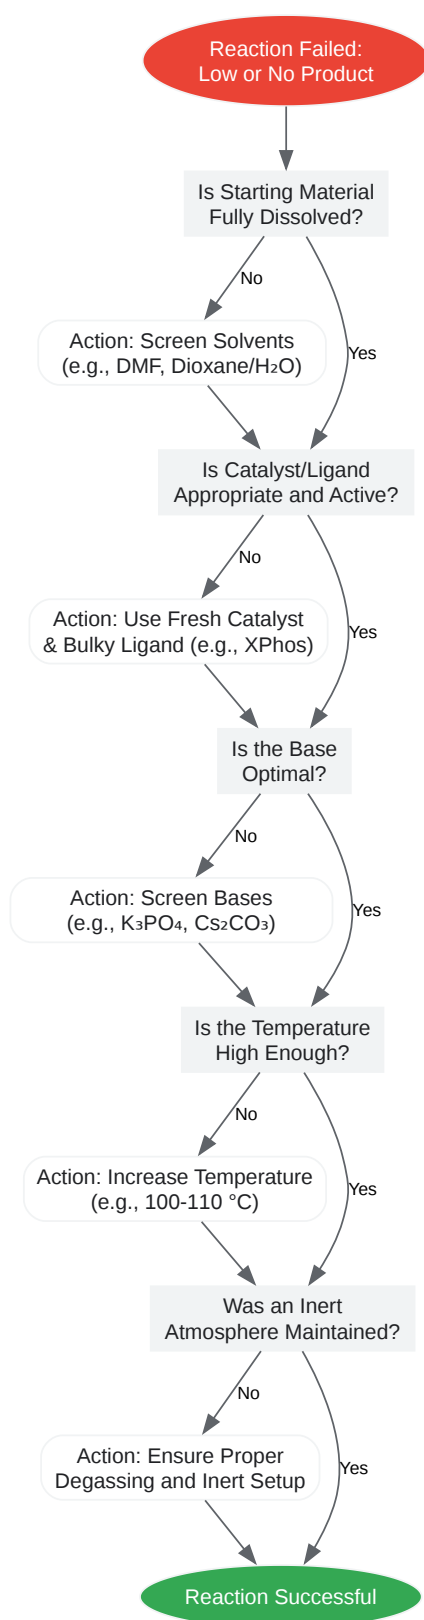 Reaction Failed:
Low or No Product
Is Starting Material
Fully Dissolved?
No
Yes
Action: Screen Solvents
(e.g., DMF, Dioxane/H₂O)
Is Catalyst/Ligand
Appropriate and Active?
No
Yes
Action: Use Fresh Catalyst
& Bulky Ligand (e.g., XPhos)
Is the Base
Optimal?
No
Yes
Action: Screen Bases
(e.g., K₃PO₄, Cs₂CO₃)
Is the Temperature
High Enough?
No
Yes
Action: Increase Temperature
(e.g., 100-110 °C)
Was an Inert
Atmosphere Maintained?
No
Yes
Action: Ensure Proper
Degassing and Inert Setup
Reaction Successful